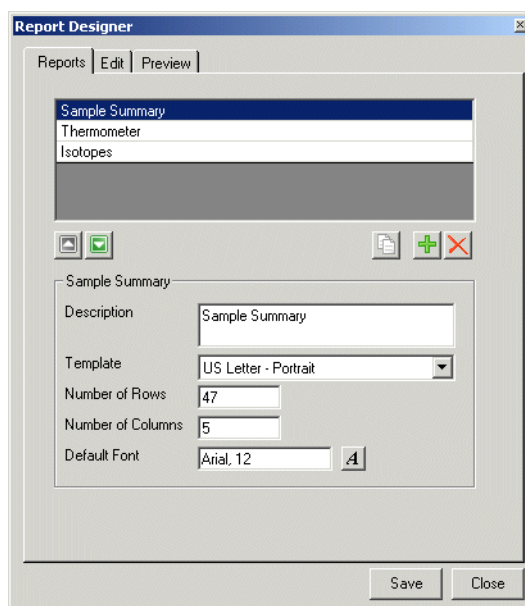 Report Designer
Reports Edit Preview
Sample Summary
Thermometer
Isotopes
Sample Summary
Description Sample Summary
Template US Letter - Portrait
Number of Rows 47
Number of Columns 5
Default Font Arial, 12 A
Save Close